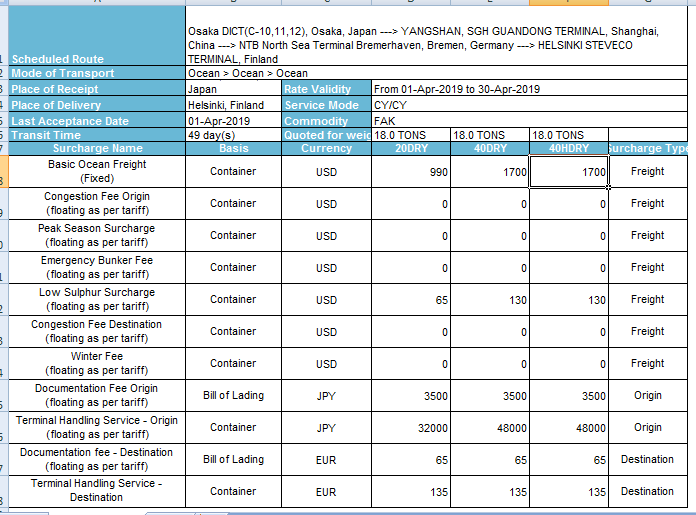 Osaka DICT(C-10,11,12), Osaka, Japan ---> YANGSHAN, SGH GUANDONG TERMINAL, Shanghai,
China ---> NTB North Sea Terminal Bremerhaven, Bremen, Germany ---> HELSINKI STEVECO
Scheduled Route TERMINAL, Finland
Mode of Transport Ocean > Ocean > Ocean
Place of Receipt Japan Rate Validity From 01-Apr-2019 to 30-Apr-2019
Place of Delivery Helsinki, Finland Service Mode CY/CY
Last Acceptance Date 01-Apr-2019 Commodity FAK
Transit Time 49 day(s) Quoted for weig 18.0 TONS 18.0 TONS 18.0 TONS
Surcharge Name Basis Currency 20DRY 40DRY 40HDRY urcharge Type
Basic Ocean Freight
(Fixed) Container USD 990 1700 1700 Freight
Congestion Fee Origin
(floating as per tariff) Container USD 0 0 0 Freight
Peak Season Surcharge
(floating as per tariff) Container USD 0 0 0 Freight
Emergency Bunker Fee
(floating as per tariff) Container USD 0 0 0 Freight
Low Sulphur Surcharge
(floating as per tariff) Container USD 65 130 130 Freight
Congestion Fee Destination
(floating as per tariff) Container USD 0 0 0 Freight
Winter Fee
(floating as per tariff) Container USD 0 0 0 Freight
Documentation Fee Origin
(floating as per tariff) Bill of Lading JPY 3500 3500 3500 Origin
Terminal Handling Service - Origin
(floating as per tariff) Container JPY 32000 48000 48000 Origin
Documentation fee - Destination
(floating as per tariff) Bill of Lading EUR 65 65 65 Destination
Terminal Handling Service -
Destination Container EUR 135 135 135 Destination